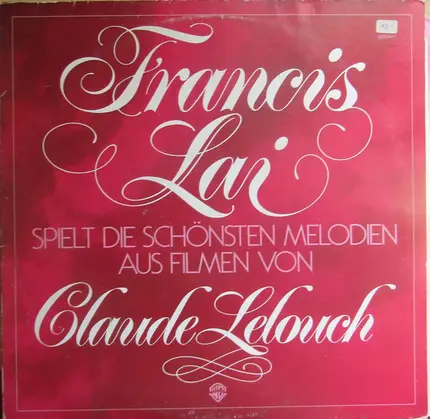 Francis
Lai
SPIELT DIE SCHÖNSTEN MELODIEN
AUS FILMEN VON
Claude Lelouch